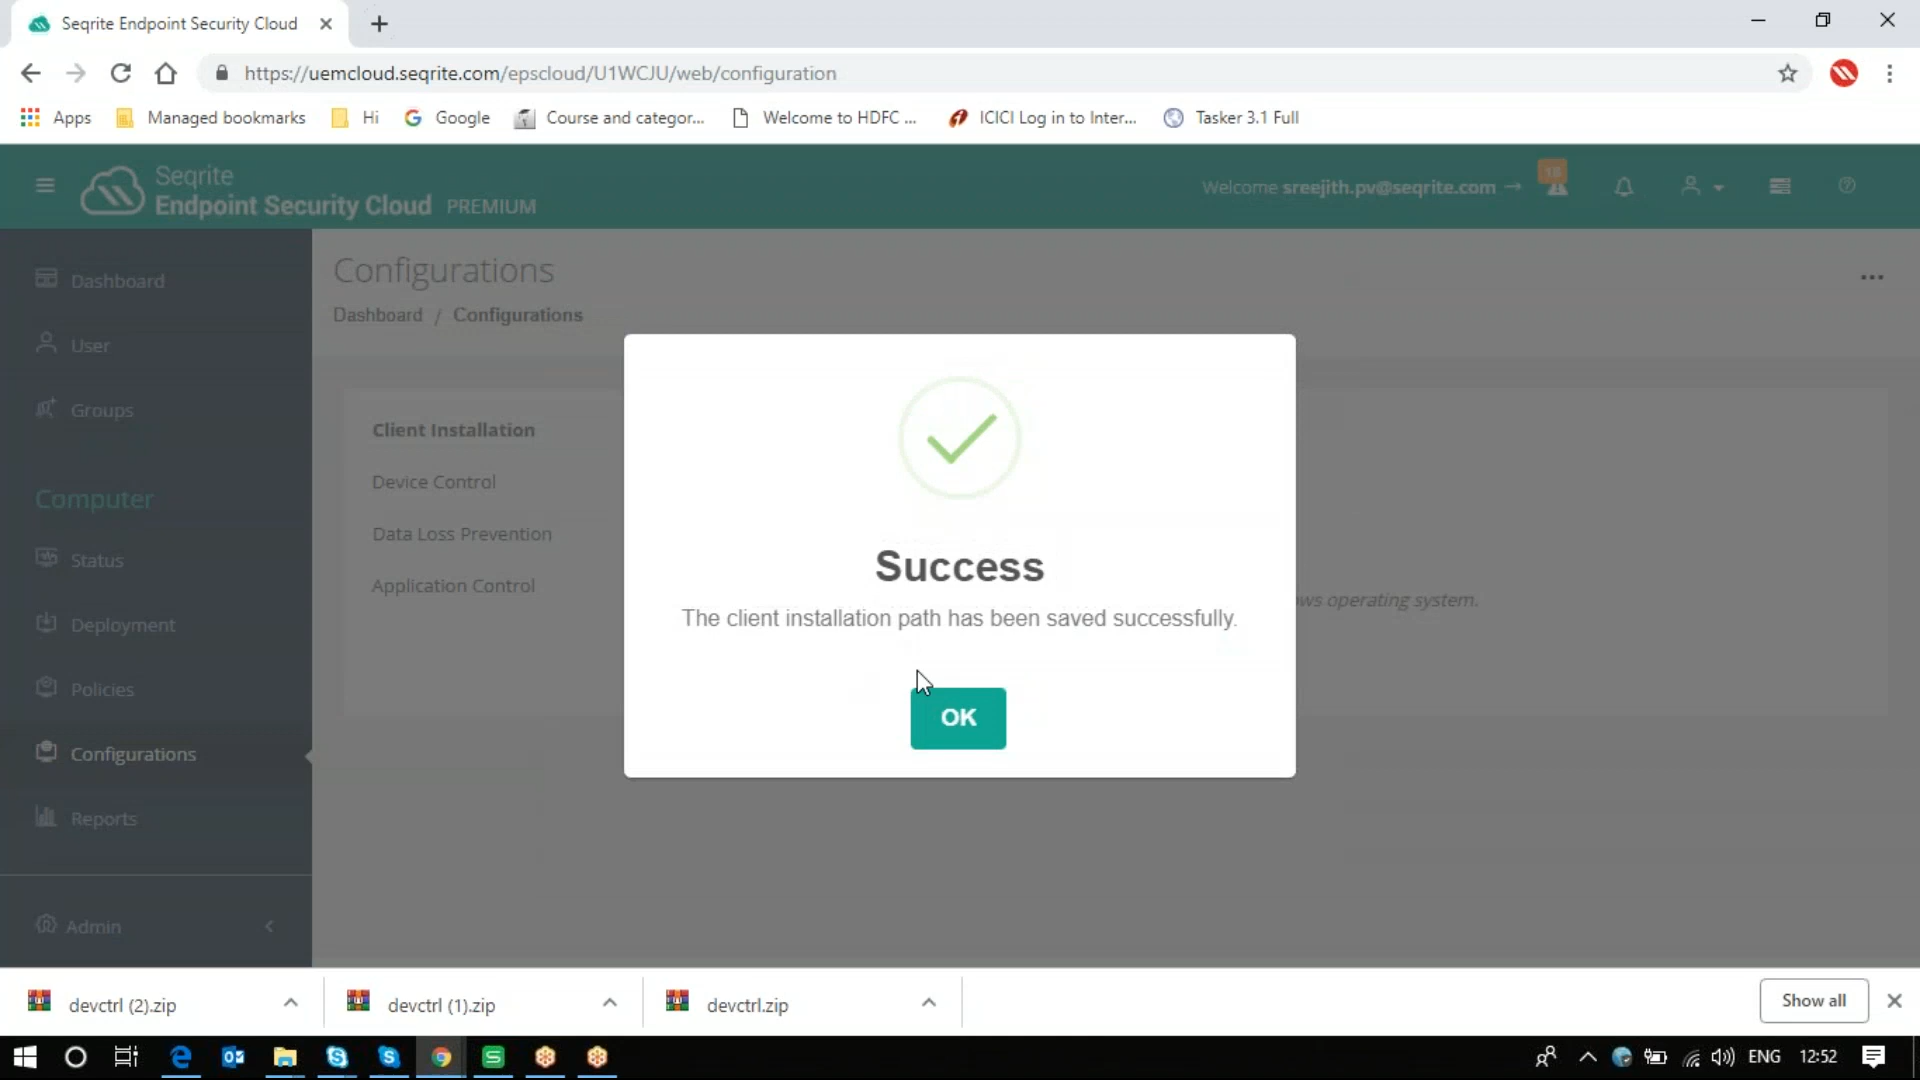 Seqrite Endpoint Security Cloud
https://uemcloud.seqrite.com/epscloud/U1WCJU/web/configuration
Apps Managed bookmarks Hi Google Course and categor... Welcome to HDFC ... ICICI Log in to Inter... Tasker 3.1 Full
Seqrite
Endpoint Security Cloud PREMIUM
Welcome sreejith.pv@seqrite.com →
18
Dashboard
User
Groups
Computer
Status
Deployment
Policies
Configurations
Reports
Admin
Configurations
Dashboard / Configurations
Client Installation
Device Control
Data Loss Prevention
Application Control
operating system.
Success
The client installation path has been saved successfully.
OK
devctrl (2).zip devctrl (1).zip devctrl.zip Show all
ENG 12:52